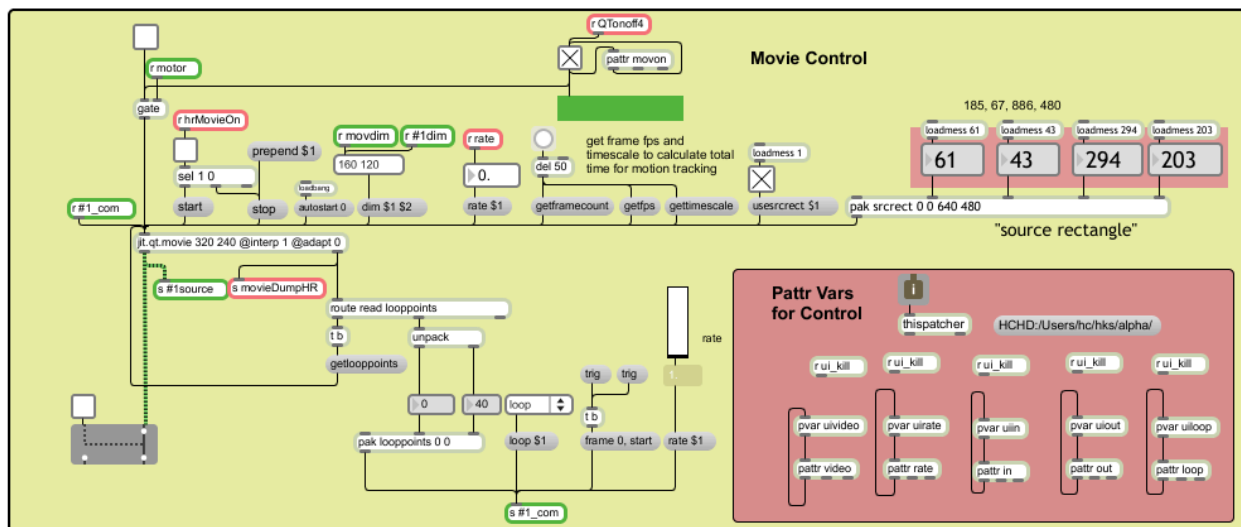 r QTonoff4
pattr movon
Movie Control
r motor
gate
185, 67, 886, 480
r hrMovieOn
loadmess 61
loadmess 43
loadmess 294
loadmess 203
r movdim
r #1dim
r rate
get frame fps and
timescale to calculate total
time for motion tracking
prepend $1
160 120
del 50
loadmess 1
61
43
294
203
sel 1 0
0.
loadbang
r #1_com
start
stop
autostart 0
dim $1 $2
rate $1
getframecount
getfps
gettimescale
usesrcrect $1
pak srcrect 0 0 640 480
"source rectangle"
jit.qt.movie 320 240 @interp 1 @adapt 0
s #1source
s movieDumpHR
route read looppoints
t b
unpack
getlooppoints
rate
1.
trig
trig
0
40
loop
t b
pak looppoints 0 0
loop $1
frame 0, start
rate $1
s #1_com
Pattr Vars
for Control
i
thispatcher
HCHD:/Users/hc/hks/alpha/
r ui_kill
r ui_kill
r ui_kill
r ui_kill
r ui_kill
pvar uivideo
pvar uirate
pvar uiin
pvar uiout
pvar uiloop
pattr video
pattr rate
pattr in
pattr out
pattr loop